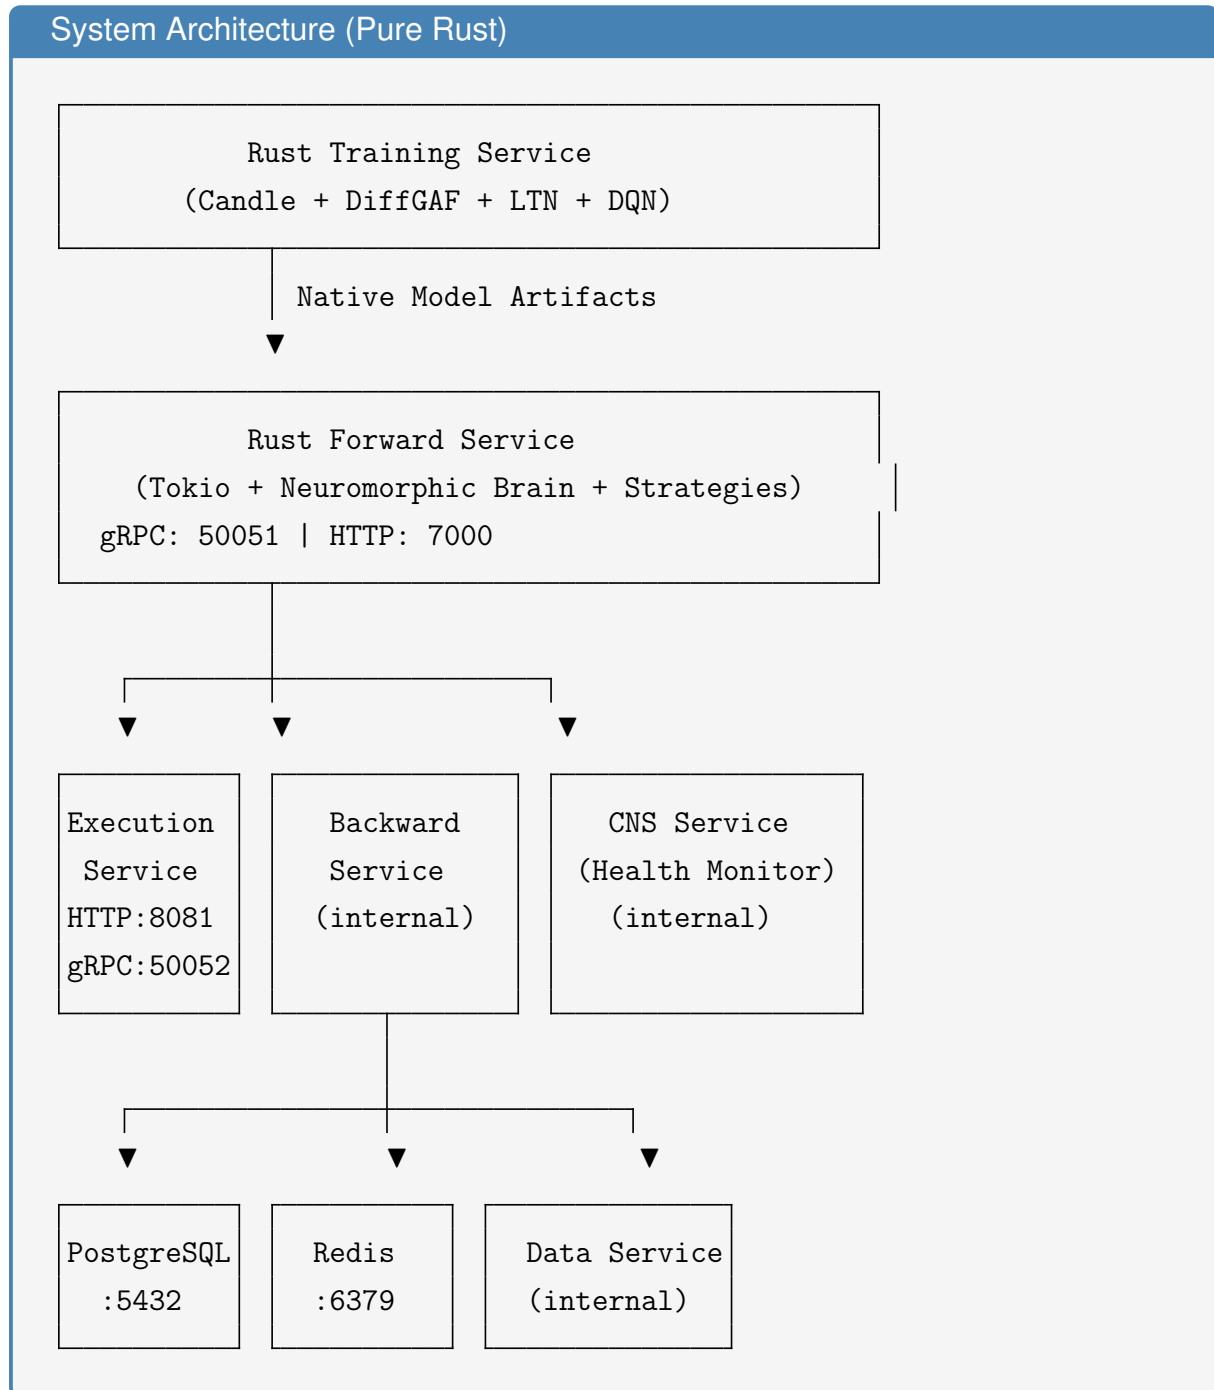 System Architecture (Pure Rust)
Rust Training Service
(Candle + DiffGAF + LTN + DQN)
Native Model Artifacts
Rust Forward Service
(Tokio + Neuromorphic Brain + Strategies)
gRPC: 50051 | HTTP: 7000
Execution
Service
HTTP:8081
gRPC:50052
Backward
Service
(internal)
CNS Service
(Health Monitor)
(internal)
PostgreSQL
:5432
Redis
:6379
Data Service
(internal)